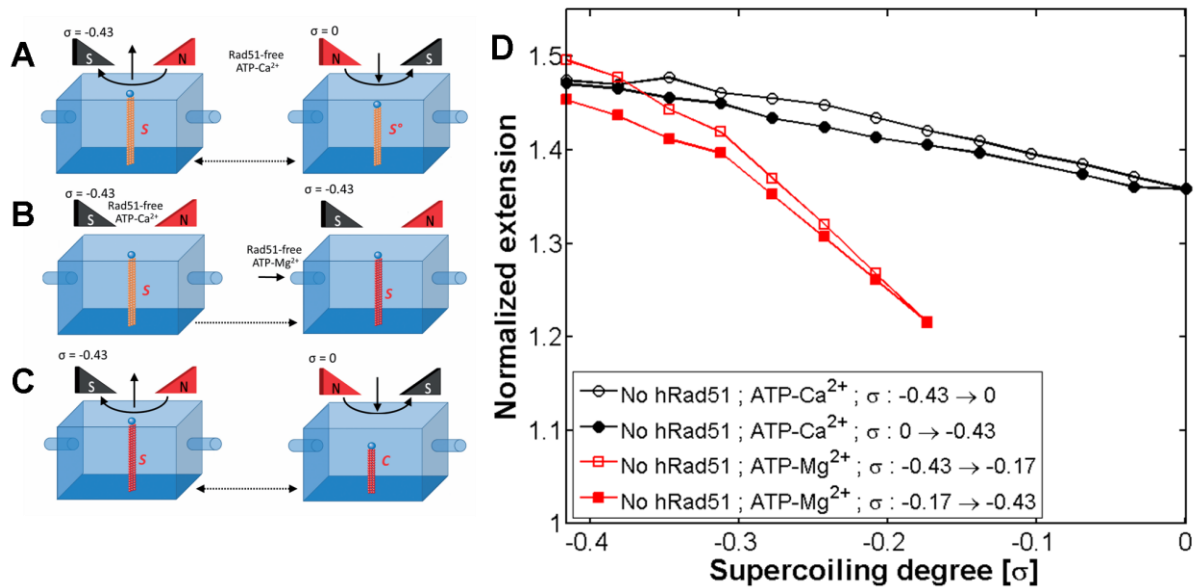 A
σ = -0.43
S
N
Rad51-free
ATP-Ca²⁺
σ = 0
N
S
S
S°
B
σ = -0.43
Rad51-free
ATP-Ca²⁺
S
N
σ = -0.43
S
N
Rad51-free
ATP-Mg²⁺
S
S
C
σ = -0.43
S
N
σ = 0
N
S
S
C
D
Normalized extension
1.5
1.4
1.3
1.2
1.1
1
No hRad51 ; ATP-Ca²⁺ ; σ : -0.43 → 0
No hRad51 ; ATP-Ca²⁺ ; σ : 0 → -0.43
No hRad51 ; ATP-Mg²⁺ ; σ : -0.43 → -0.17
No hRad51 ; ATP-Mg²⁺ ; σ : -0.17 → -0.43
-0.4 -0.3 -0.2 -0.1 0
Supercoiling degree [σ]